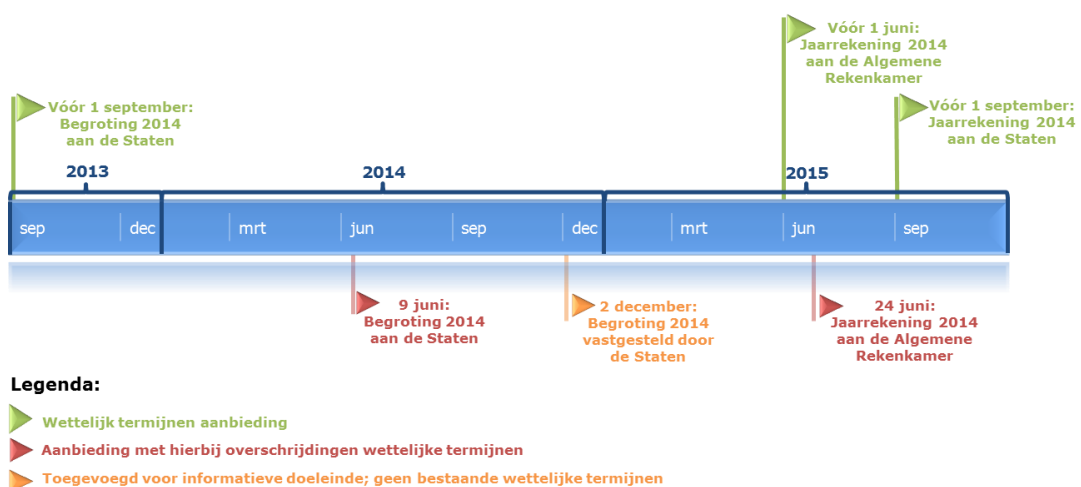 Vóór 1 juni:
Jaarrekening 2014
aan de Algemene
Rekenkamer
Vóór 1 september:
Begroting 2014
aan de Staten
Vóór 1 september:
Jaarrekening 2014
aan de Staten
2013
2014
2015
sep
dec
mrt
jun
sep
dec
mrt
jun
sep
9 juni:
Begroting 2014
aan de Staten
2 december:
Begroting 2014
vastgesteld door
de Staten
24 juni:
Jaarrekening 2014
aan de Algemene
Rekenkamer
Legenda:
Wettelijk termijnen aanbieding
Aanbieding met hierbij overschrijdingen wettelijke termijnen
Toegevoegd voor informatieve doeleinde; geen bestaande wettelijke termijnen